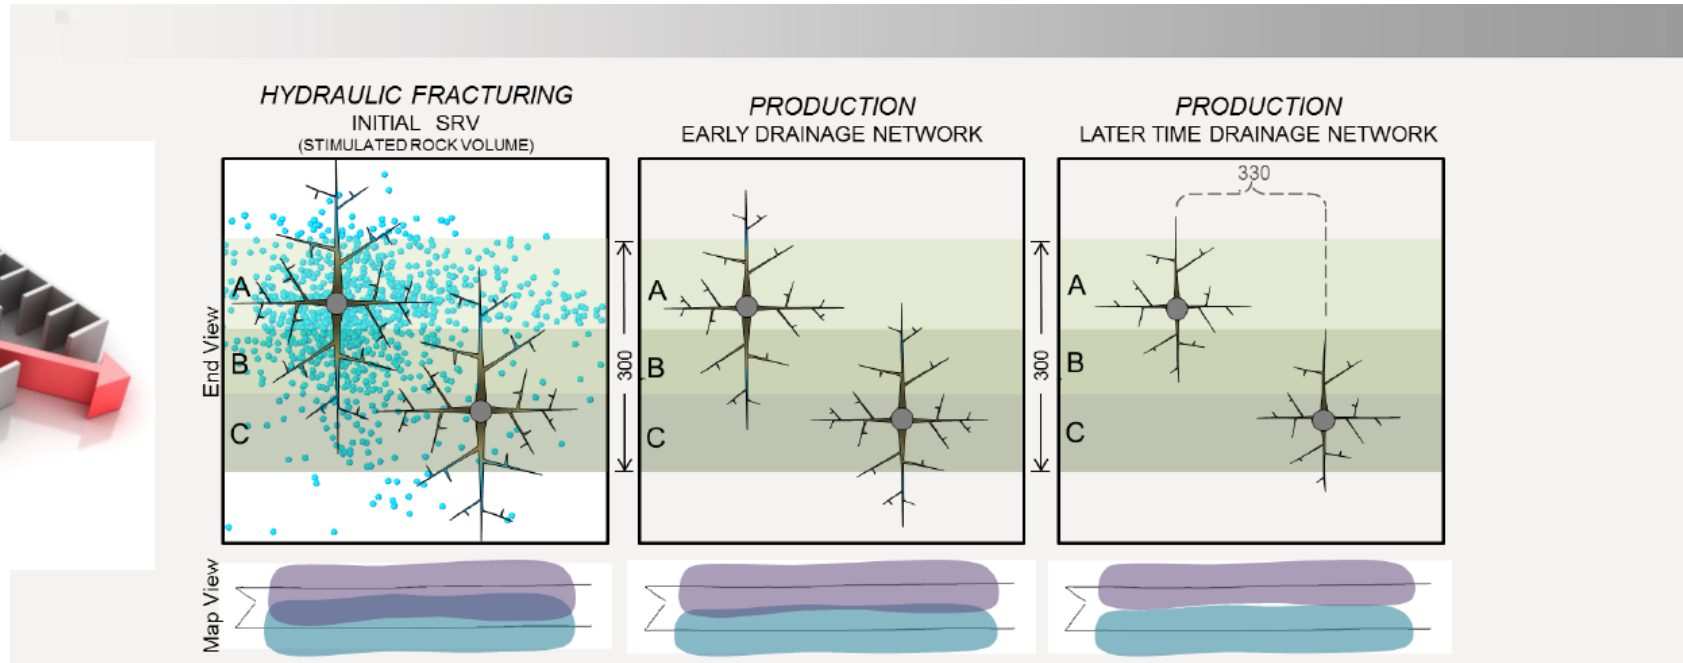 HYDRAULIC FRACTURING
INITIAL SRV
(STIMULATED ROCK VOLUME)
PRODUCTION
EARLY DRAINAGE NETWORK
PRODUCTION
LATER TIME DRAINAGE NETWORK
End View
A
B
C
300
A
B
C
300
330
A
B
C
Map View